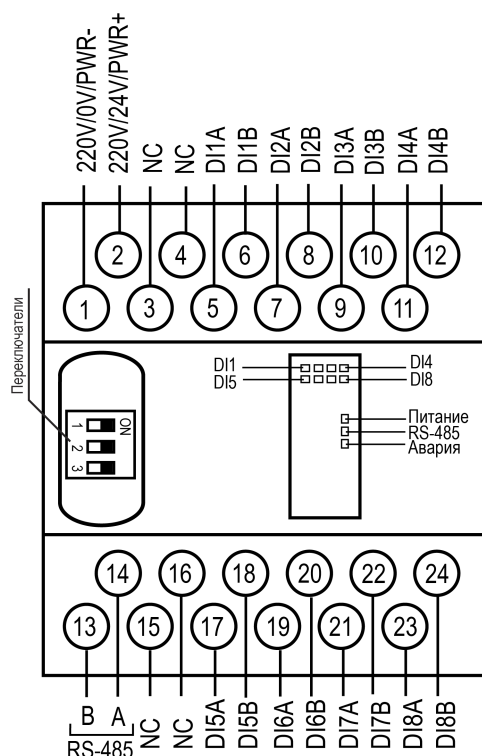 220V/0V/PWR-
220V/24V/PWR+
NC
NC
DI1A
DI1B
DI2A
DI2B
DI3A
DI3B
DI4A
DI4B
2
4
6
8
10
12
1
3
5
7
9
11
Переключатели
DI1
DI4
DI5
DI8
ON
1
2
3
Питание
RS-485
Авария
14
16
18
20
22
24
13
15
17
19
21
23
B
A
RS-485
NC
NC
DI5A
DI5B
DI6A
DI6B
DI7A
DI7B
DI8A
DI8B